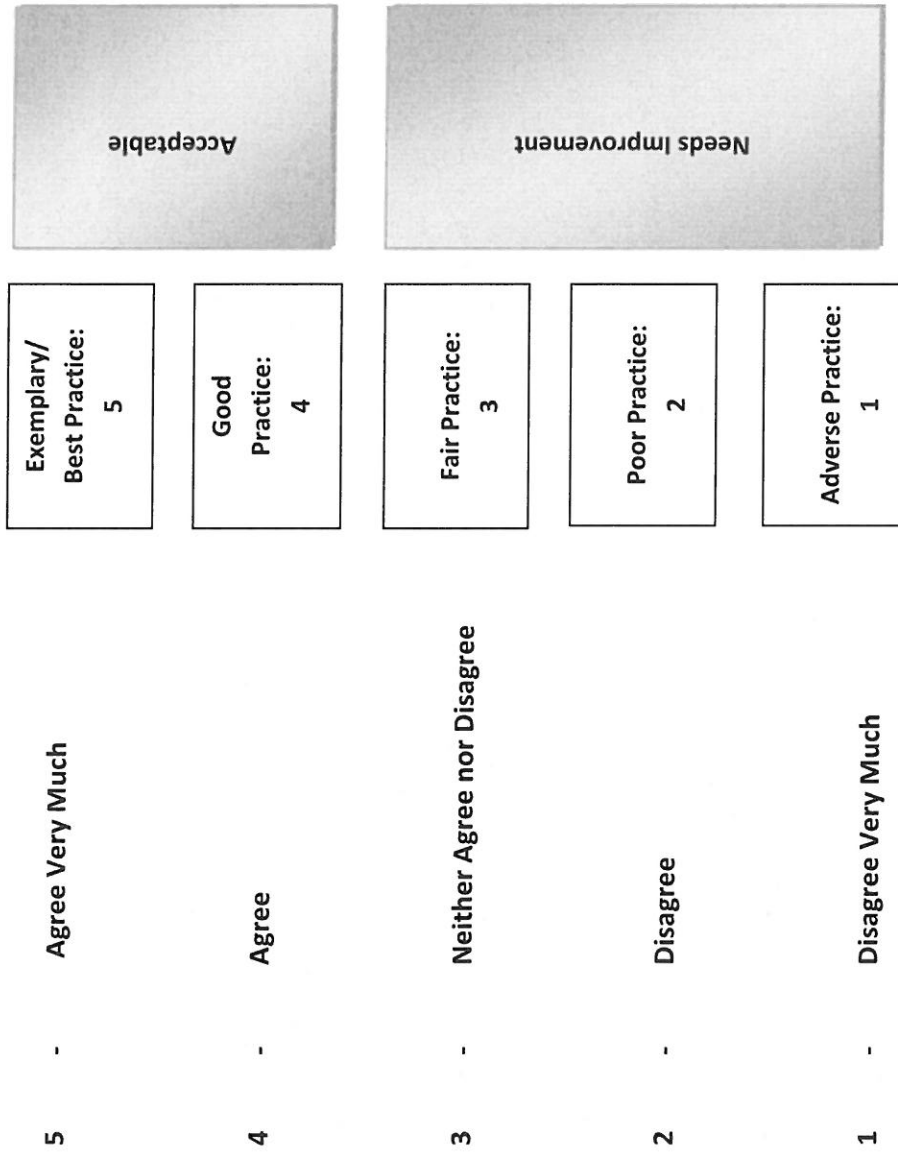 5 - Agree Very Much
Exemplary/
Best Practice:
5
Acceptable
4 - Agree
Good
Practice:
4
3 - Neither Agree nor Disagree
Fair Practice:
3
Needs Improvement
2 - Disagree
Poor Practice:
2
1 - Disagree Very Much
Adverse Practice:
1